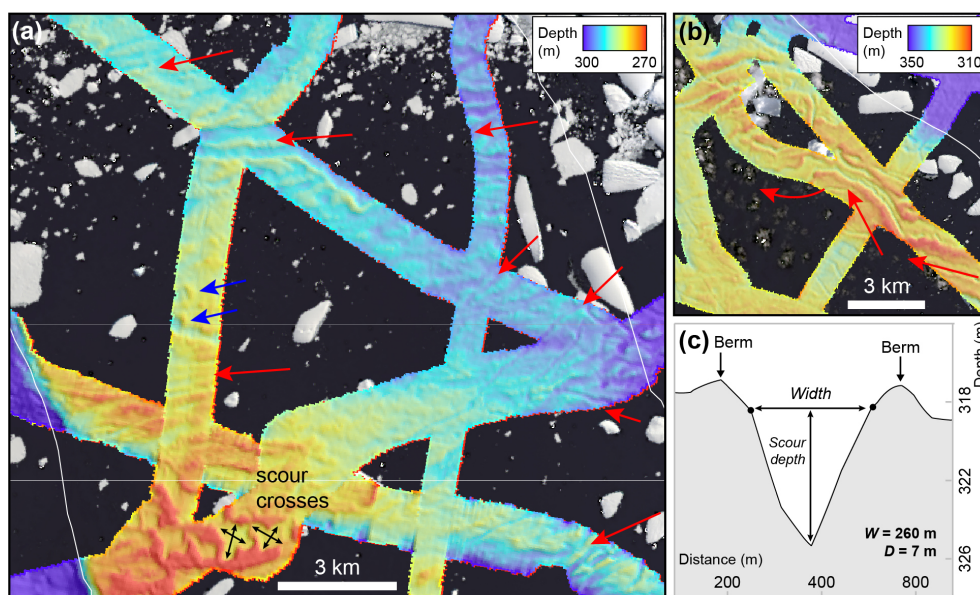 (a)
Depth
(m)
300 270
scour
crosses
3 km
(b)
Depth
(m)
350 310
3 km
(c)
Berm
Berm
Depth (m)
Width
Scour
depth
318
322
326
W = 260 m
D = 7 m
Distance (m)
200 400 800